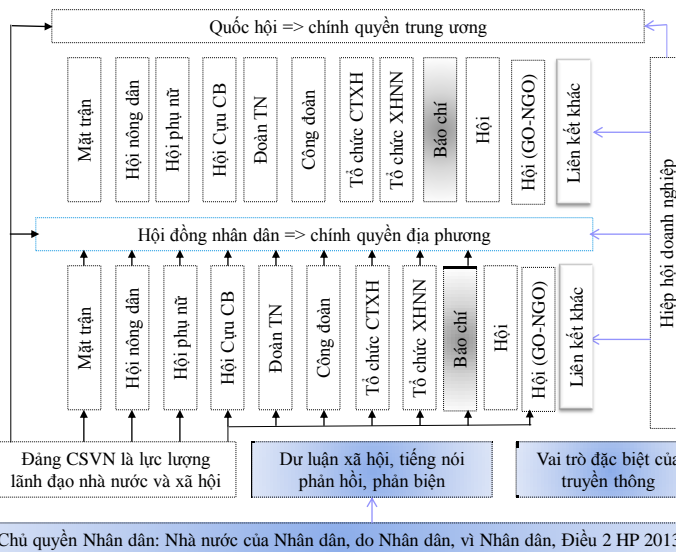 Quốc hội => chính quyền trung ương
Mặt trận
Hội nông dân
Hội phụ nữ
Hội Cựu CB
Đoàn TN
Công đoàn
Tổ chức CTXH
Tổ chức XHNN
Báo chí
Hội
Hội (GO-NGO)
Liên kết khác
Hiệp hội doanh nghiệp
Hội đồng nhân dân => chính quyền địa phương
Mặt trận
Hội nông dân
Hội phụ nữ
Hội Cựu CB
Đoàn TN
Công đoàn
Tổ chức CTXH
Tổ chức XHNN
Báo chí
Hội
Hội (GO-NGO)
Liên kết khác
Đảng CSVN là lực lượng
lãnh đạo nhà nước và xã hội
Dư luận xã hội, tiếng nói
phản hồi, phản biện
Vai trò đặc biệt của
truyền thông
Chủ quyền Nhân dân: Nhà nước của Nhân dân, do Nhân dân, vì Nhân dân, Điều 2 HP 2013